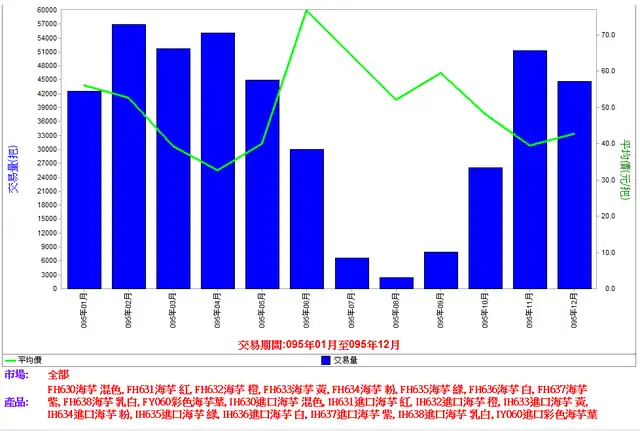 60000
57000
54000
51000
48000
45000
42000
39000
36000
33000
30000
27000
24000
21000
18000
15000
12000
9000
6000
3000
0
交易量(把)
70.0
60.0
50.0
40.0
30.0
20.0
10.0
0.0
平均價(元/把)
095年01月
095年02月
095年03月
095年04月
095年05月
095年06月
095年07月
095年08月
095年09月
095年10月
095年11月
095年12月
交易期間:095年01月至095年12月
平均價 交易量
市場: 全部
FH630海芋 混色, FH631海芋 紅, FH632海芋 橙, FH633海芋 黃, FH634海芋 粉, FH635海芋 綠, FH636海芋 白, FH637海芋
產品: 紫, FH638海芋 乳白, FY060彩色海芋葉, IH630進口海芋 混色, IH631進口海芋 紅, IH632進口海芋 橙, IH633進口海芋 黃,
IH634進口海芋 粉, IH635進口海芋 綠, IH636進口海芋 白, IH637進口海芋 紫, IH638進口海芋 乳白, IY060進口彩色海芋葉